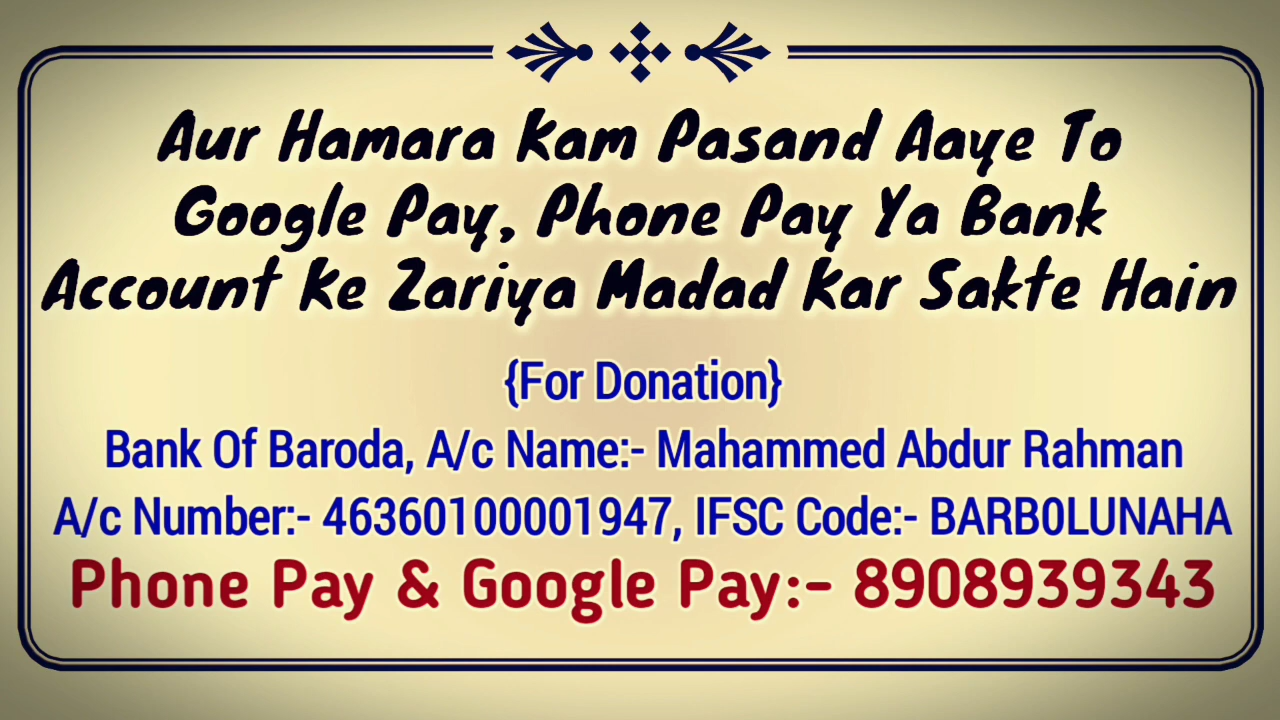 Aur Hamara Kam Pasand Aaye To
Google Pay, Phone Pay Ya Bank
Account Ke Zariya Madad Kar Sakte Hain
{For Donation}
Bank Of Baroda, A/c Name:- Mahammed Abdur Rahman
A/c Number:- 46360100001947, IFSC Code:- BARB0LUNAHA
Phone Pay & Google Pay:- 8908939343